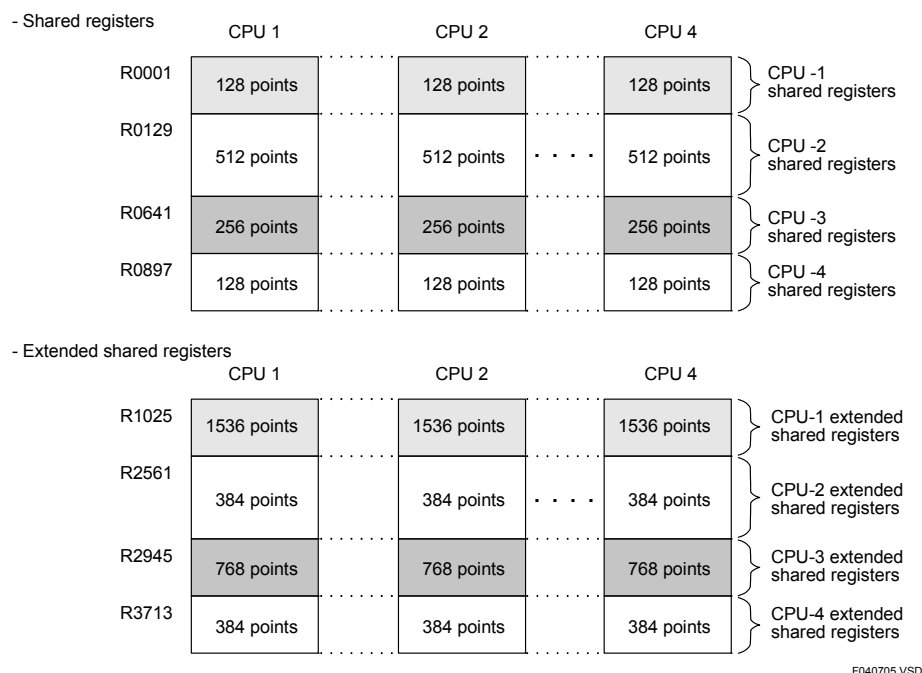 - Shared registers
CPU 1 CPU 2 CPU 4
R0001 128 points 128 points 128 points CPU -1
shared registers
R0129 512 points 512 points 512 points CPU -2
shared registers
R0641 256 points 256 points 256 points CPU -3
shared registers
R0897 128 points 128 points 128 points CPU -4
shared registers
- Extended shared registers
CPU 1 CPU 2 CPU 4
R1025 1536 points 1536 points 1536 points CPU-1 extended
shared registers
R2561 384 points 384 points 384 points CPU-2 extended
shared registers
R2945 768 points 768 points 768 points CPU-3 extended
shared registers
R3713 384 points 384 points 384 points CPU-4 extended
shared registers
F040705.VSD